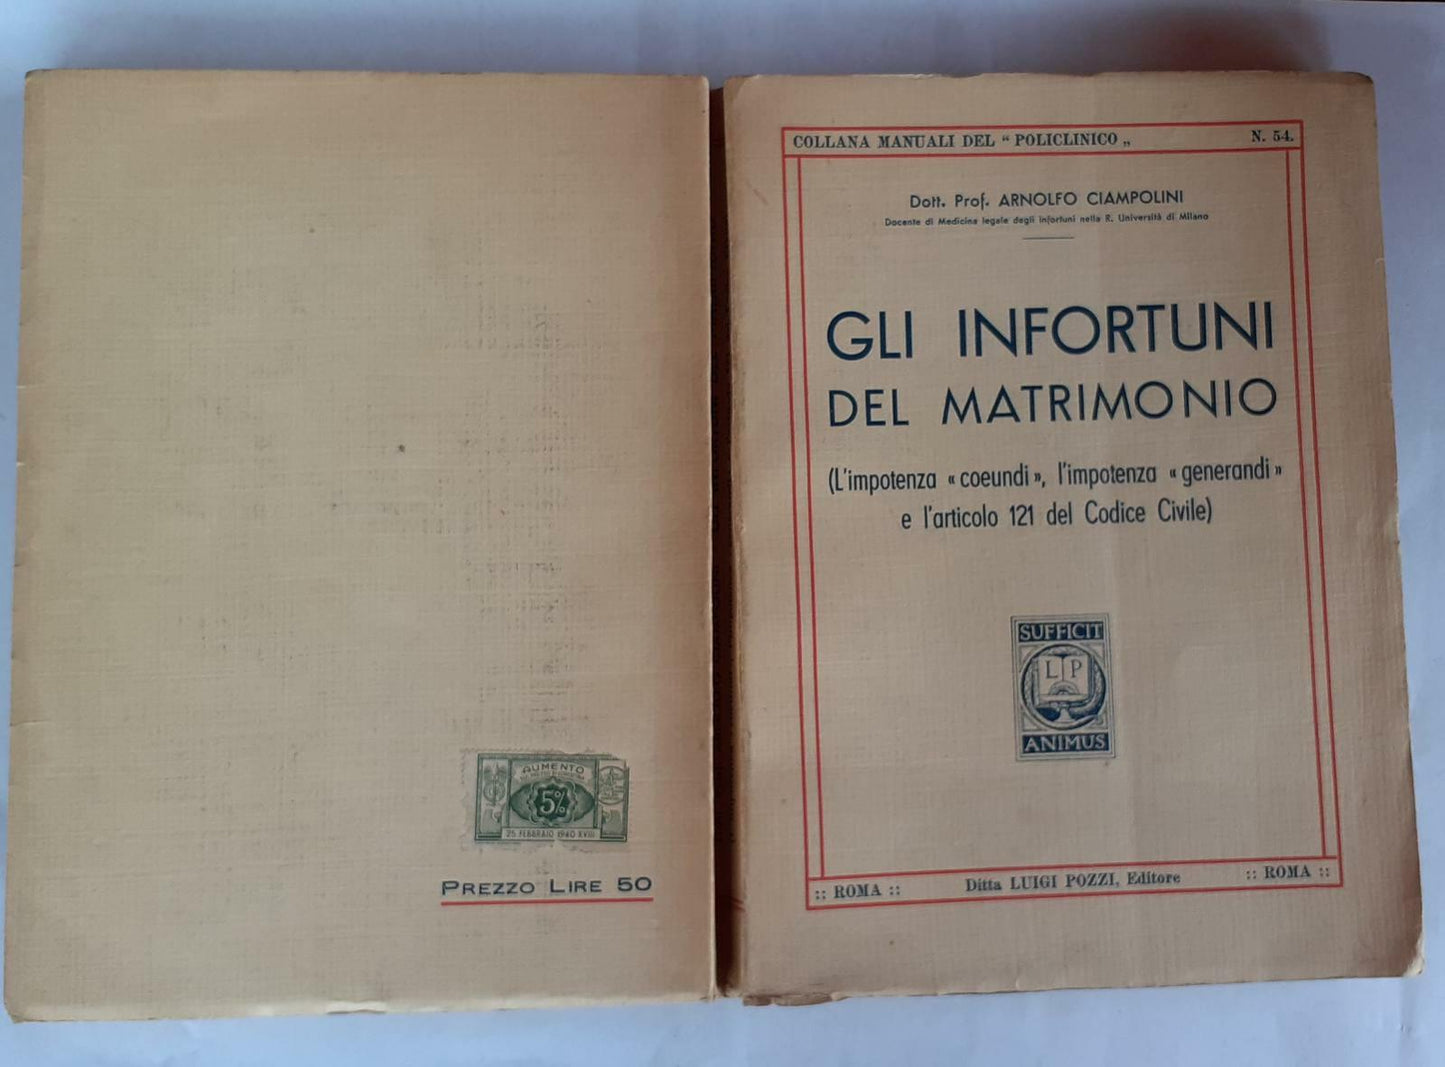 AUMENTO
5%
25 FEBBRAIO 1940 XVIII
PREZZO LIRE 50
COLLANA MANUALI DEL “ POLICLINICO „ N. 54.
Dott. Prof. ARNOLFO CIAMPOLINI
Docente di Medicina legale degli infortuni nella R. Università di Milano
GLI INFORTUNI
DEL MATRIMONIO
(L'impotenza « coeundi », l'impotenza « generandi »
e l'articolo 121 del Codice Civile)
SUFFICIT
L P
ANIMUS
:: ROMA :: Ditta LUIGI POZZI, Editore :: ROMA ::